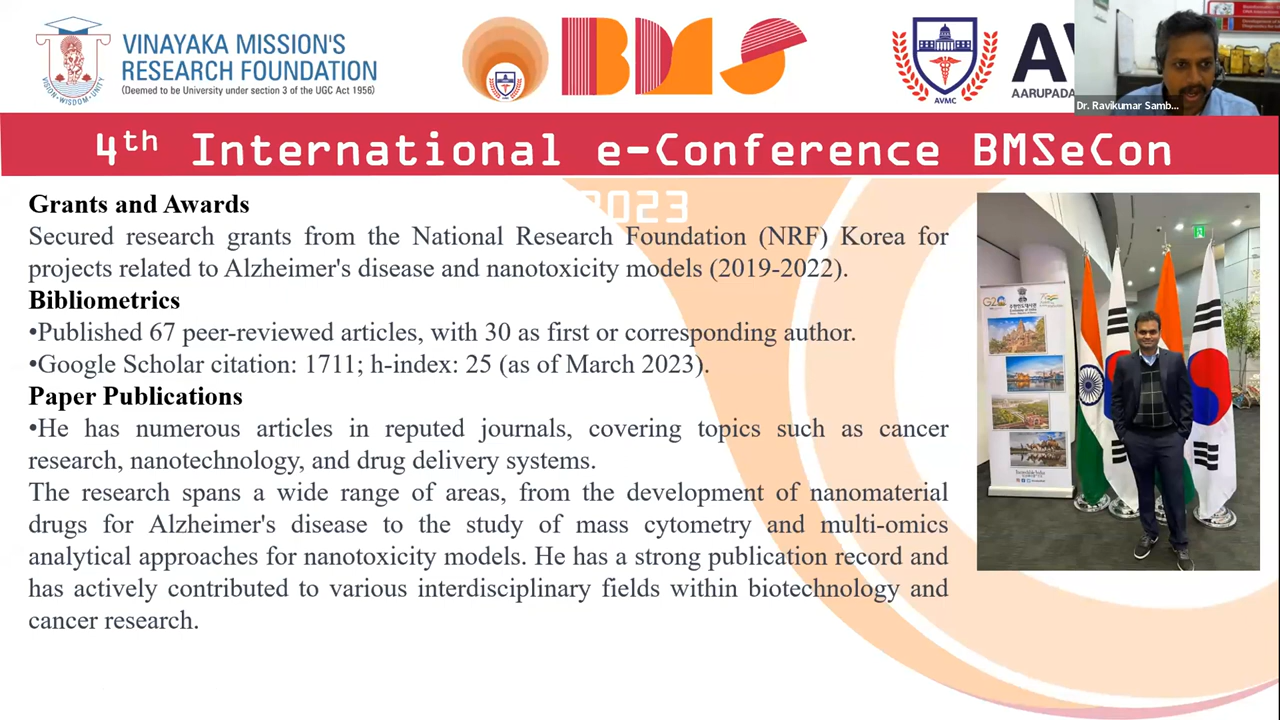 VINAYAKA MISSION'S
RESEARCH FOUNDATION
(Deemed to be University under section 3 of the UGC Act 1956)
VISION-WISDOM-UNITY
BMS
AVMC
AV
AARUPADA
Dr. Ravikumar Samb...
4th International e-Conference BMSeCon
2023
Grants and Awards
Secured research grants from the National Research Foundation (NRF) Korea for
projects related to Alzheimer's disease and nanotoxicity models (2019-2022).
Bibliometrics
•Published 67 peer-reviewed articles, with 30 as first or corresponding author.
•Google Scholar citation: 1711; h-index: 25 (as of March 2023).
Paper Publications
•He has numerous articles in reputed journals, covering topics such as cancer
research, nanotechnology, and drug delivery systems.
The research spans a wide range of areas, from the development of nanomaterial
drugs for Alzheimer's disease to the study of mass cytometry and multi-omics
analytical approaches for nanotoxicity models. He has a strong publication record and
has actively contributed to various interdisciplinary fields within biotechnology and
cancer research.
G20